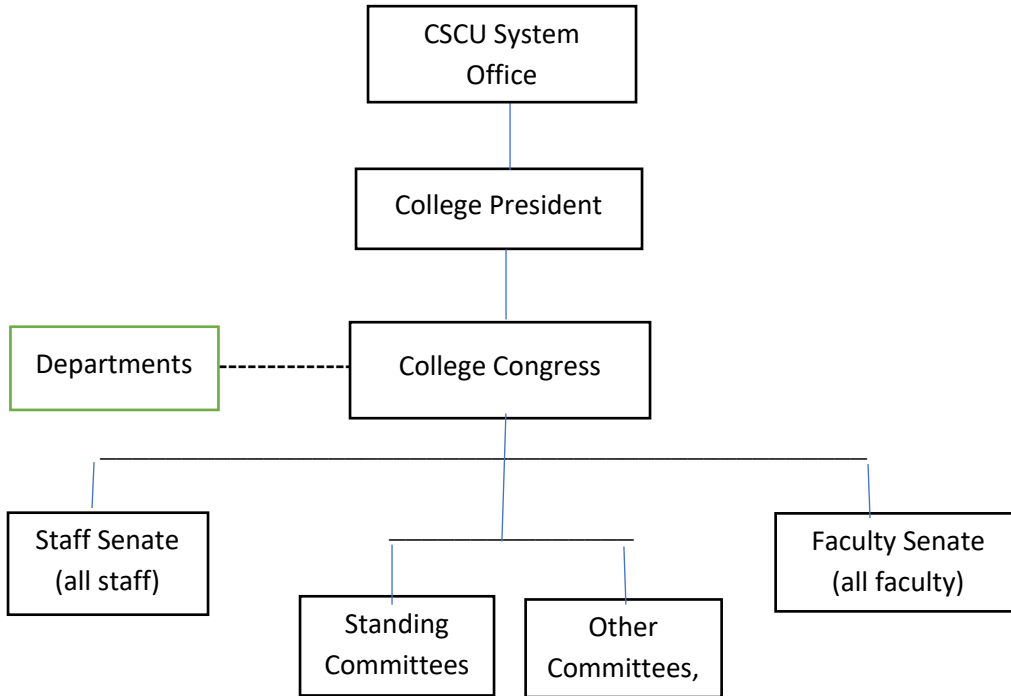 CSCU System
Office
College President
Departments
College Congress
Staff Senate
(all staff)
Faculty Senate
(all faculty)
Standing
Committees
Other
Committees,